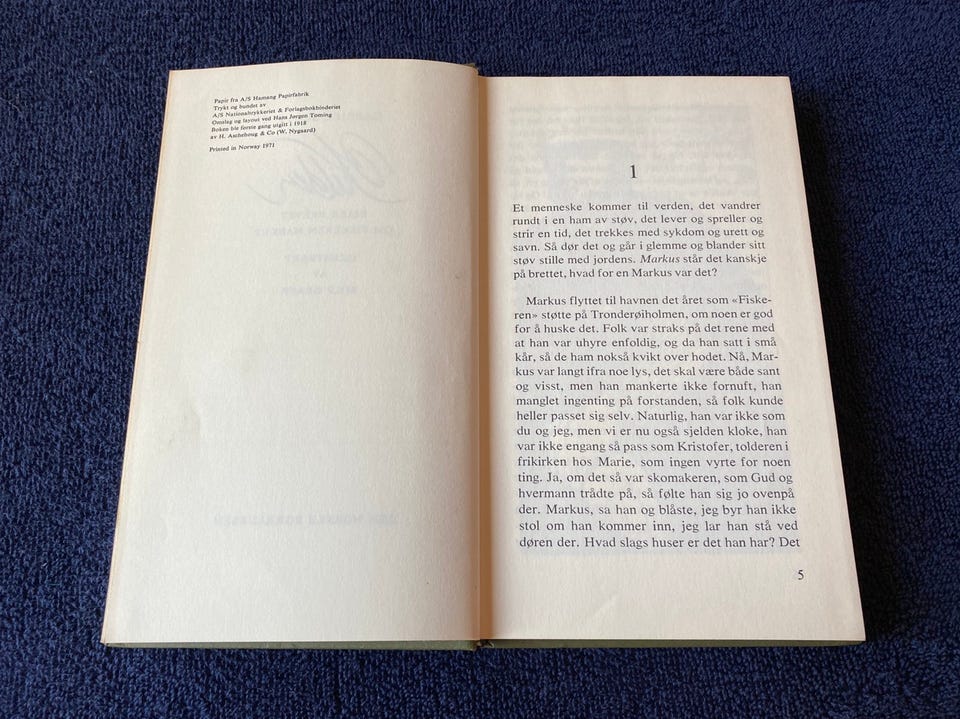 Papir fra A/S Hamang Papirfabrik
Trykt og bundet av
A/S Nationaltrykkeriet & Forlagsbokbinderiet
Omslag og layout ved Hans Jørgen Toming
Boken ble første gang utgitt i 1918
av H. Aschehoug & Co (W. Nygaard)
Printed in Norway 1971
1
Et menneske kommer til verden, det vandrer
rundt i en ham av støv, det lever og spreller og
strir en tid, det trekkes med sykdom og urett og
savn. Så dør det og går i glemme og blander sitt
støv stille med jordens. Markus står det kanskje
på brettet, hvad for en Markus var det?
Markus flyttet til havnen det året som «Fiske-
ren» støtte på Tronderøiholmen, om noen er god
for å huske det. Folk var straks på det rene med
at han var uhyre enfoldig, og da han satt i små
kår, så de ham nokså kvikt over hodet. Nå, Mar-
kus var langt ifra noe lys, det skal være både sant
og visst, men han mankerte ikke fornuft, han
manglet ingenting på forstanden, så folk kunde
heller passet sig selv. Naturlig, han var ikke som
du og jeg, men vi er nu også sjelden kloke, han
var ikke engang så pass som Kristofer, tolderen i
frikirken hos Marie, som ingen vyrte for noen
ting. Ja, om det så var skomakeren, som Gud og
hvermann trådte på, så følte han sig jo ovenpå
der. Markus, sa han og blåste, jeg byr han ikke
stol om han kommer inn, jeg lar han stå ved
døren der. Hvad slags huser er det han har? Det
5